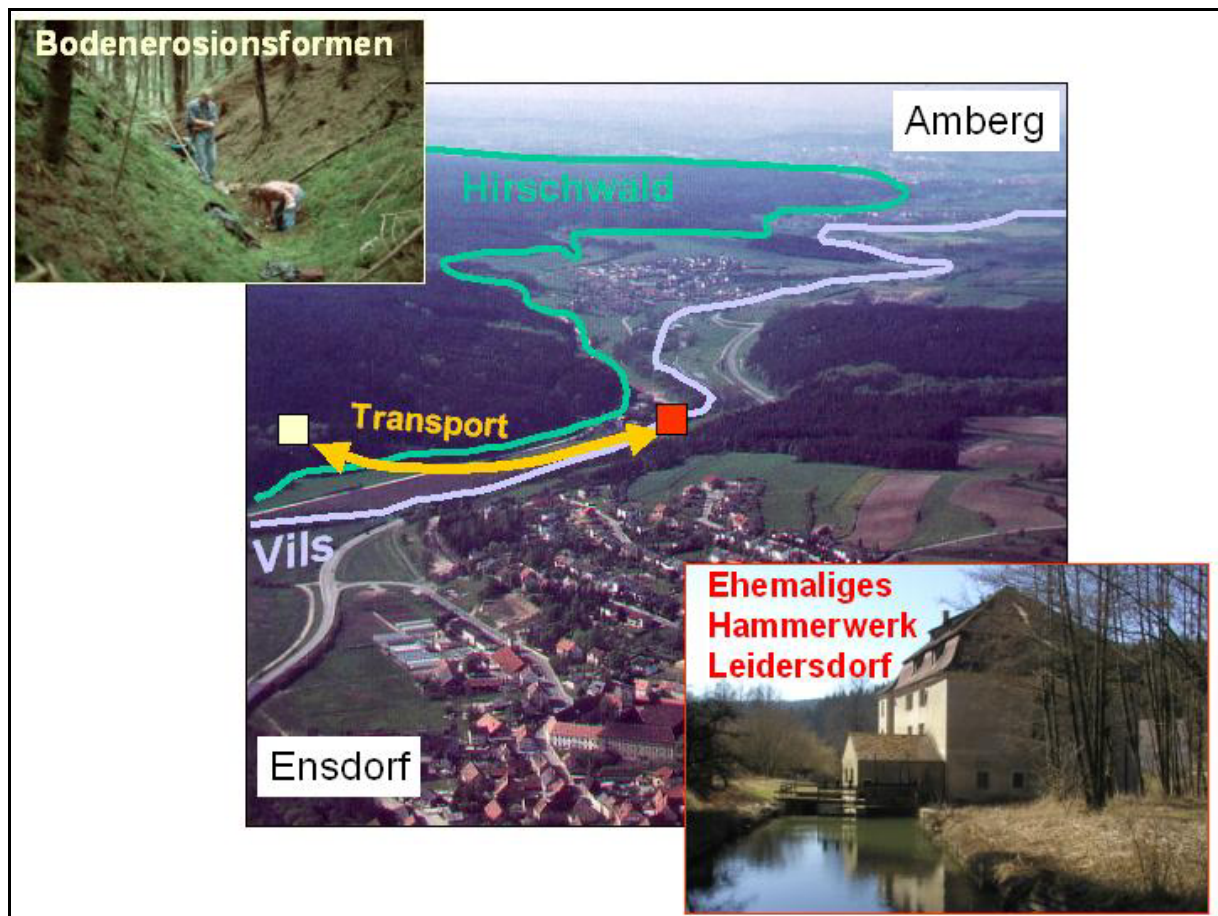 Bodenerosionsformen
Amberg
Hirschwald
Transport
Vils
Ehemaliges
Hammerwerk
Leidersdorf
Ensdorf